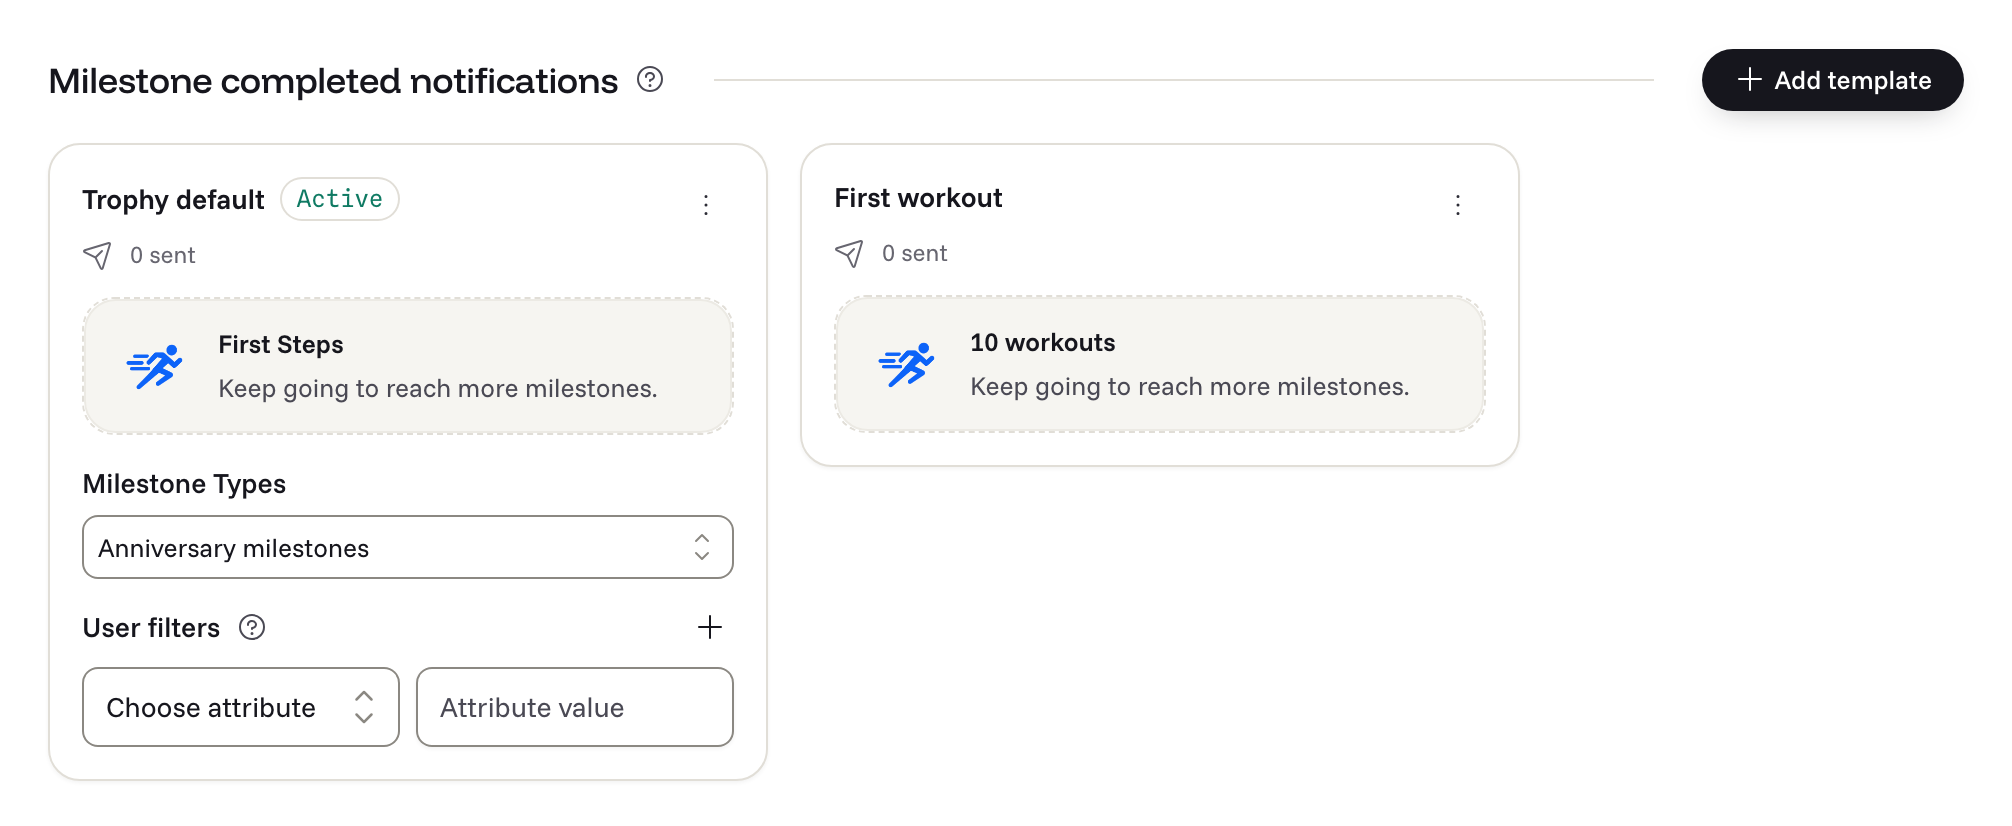 Milestone completed notifications
Add template
Trophy default Active
0 sent
First Steps
Keep going to reach more milestones.
Milestone Types
Anniversary milestones
User filters
Choose attribute
Attribute value
First workout
0 sent
10 workouts
Keep going to reach more milestones.